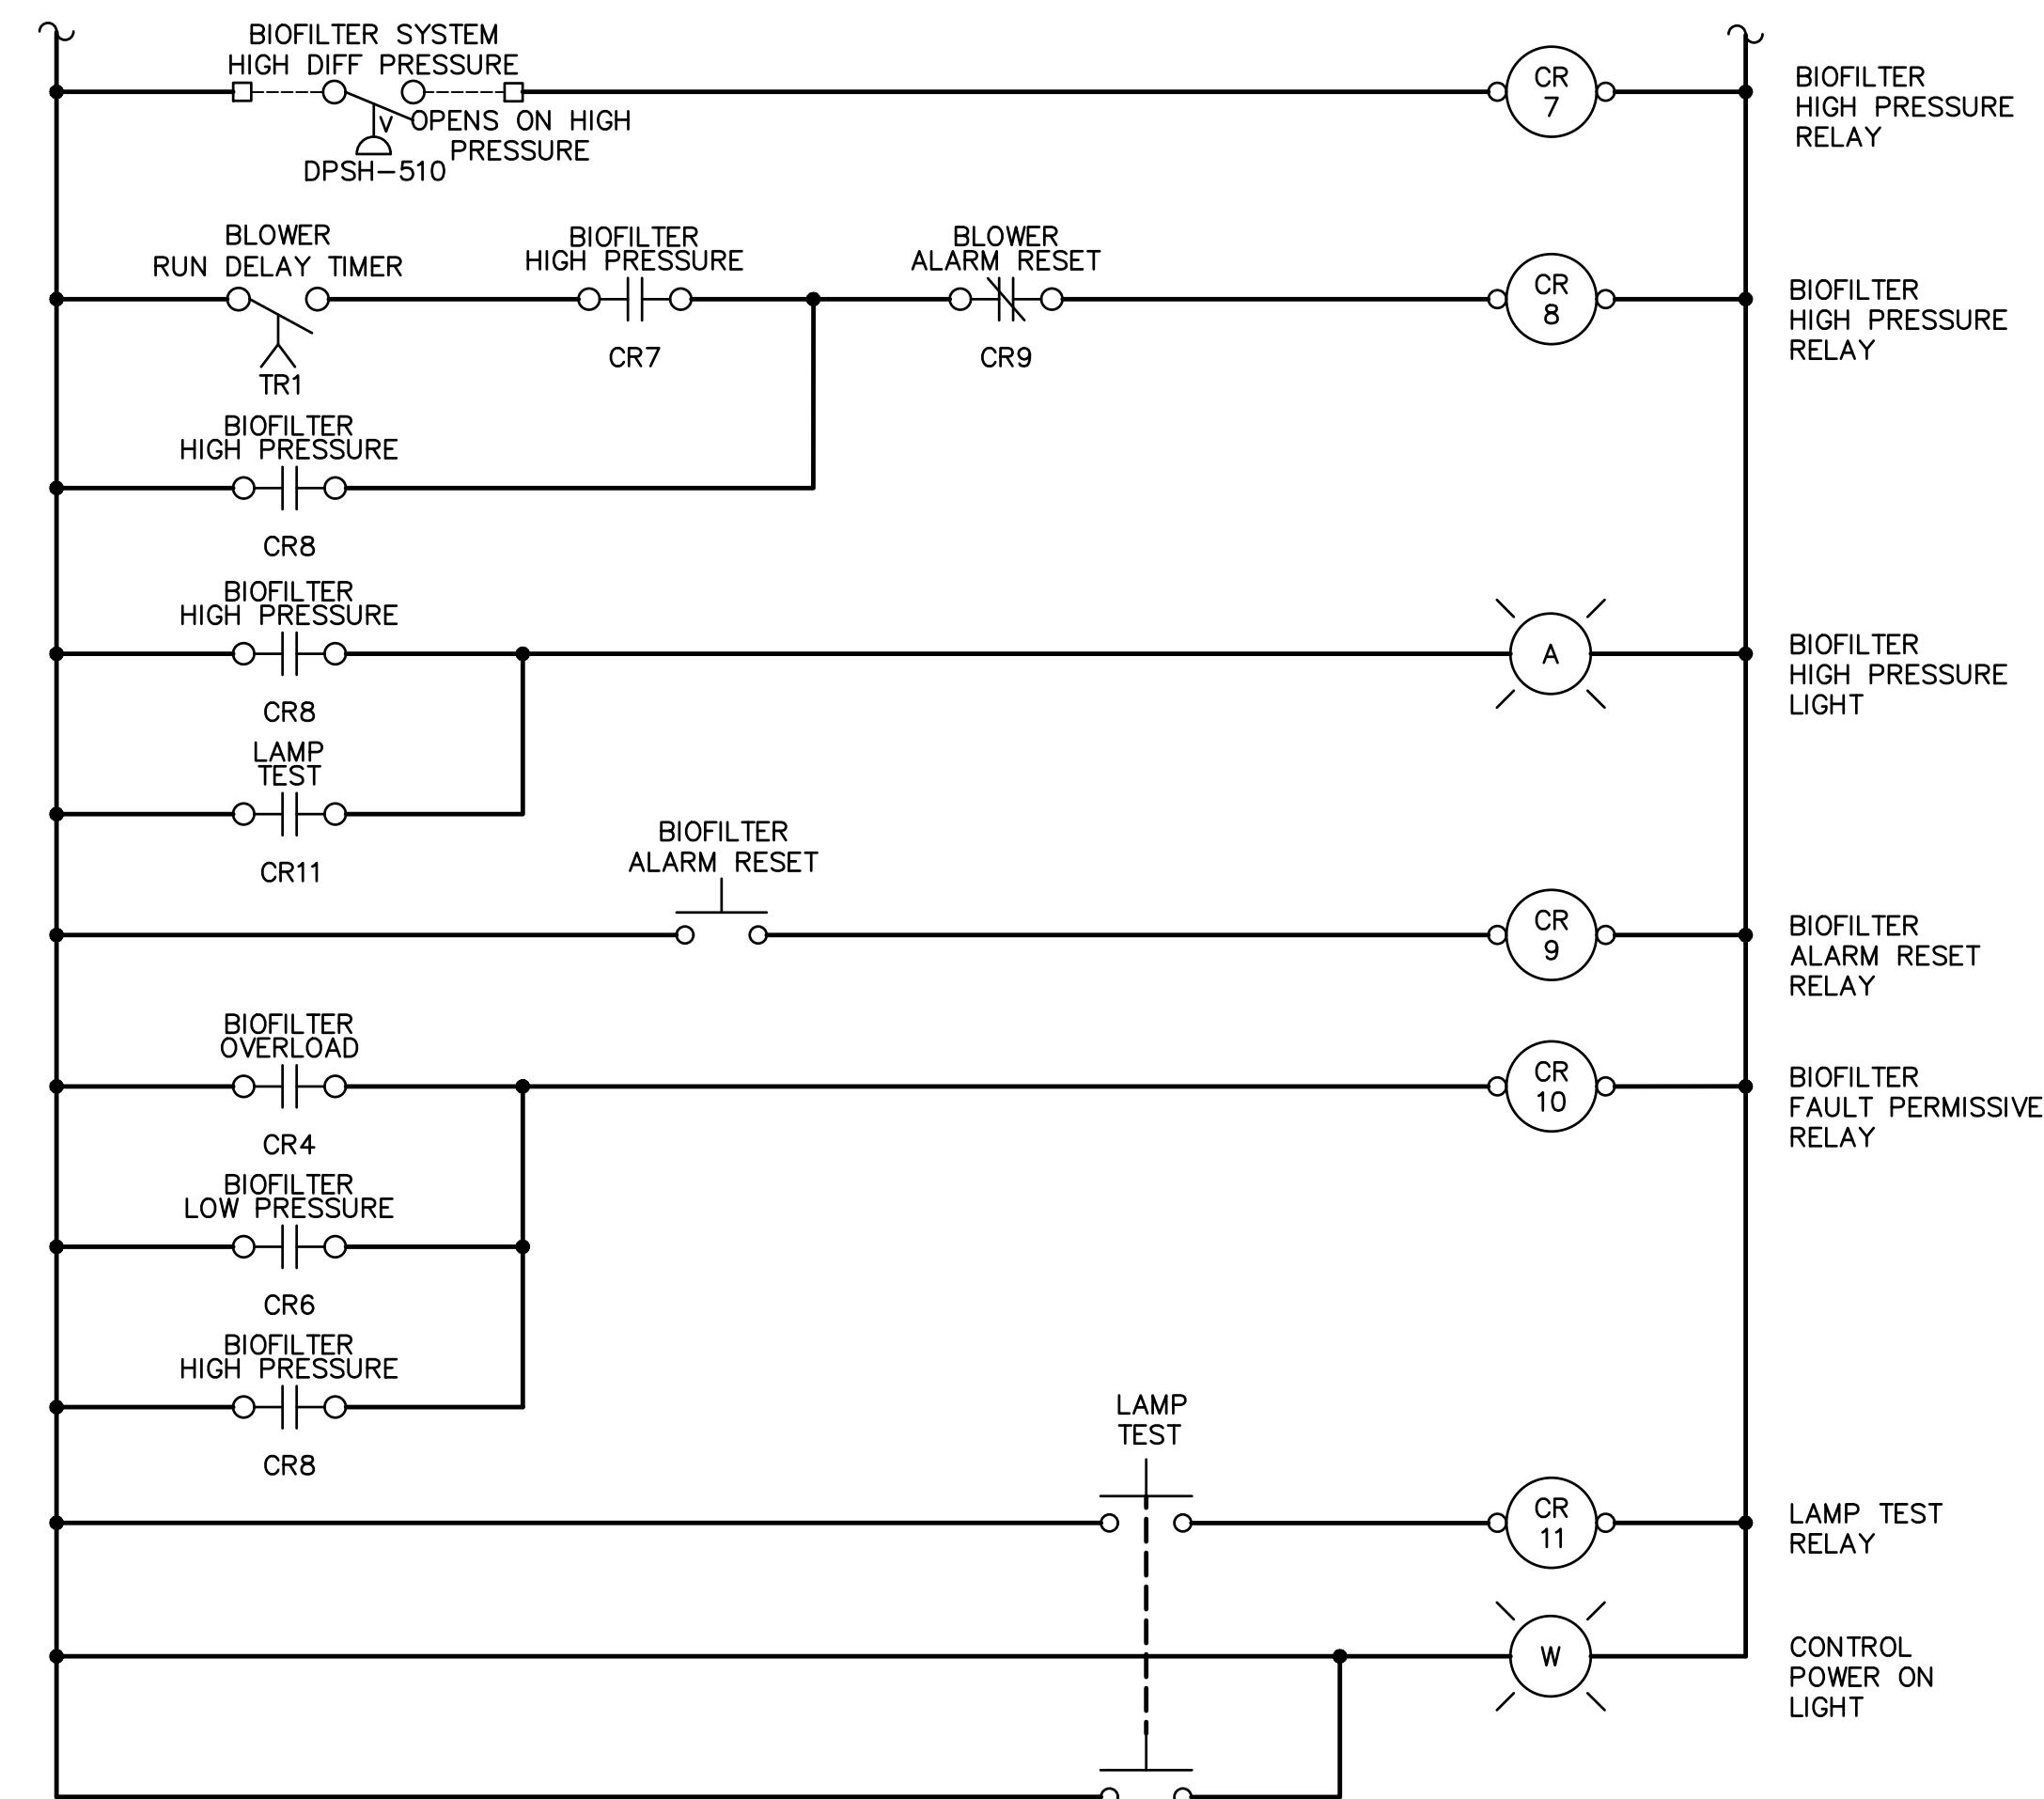 BIOFILTER SYSTEM
HIGH DIFF PRESSURE
OPENS ON HIGH
PRESSURE
DPSH-510
CR
7
BIOFILTER
HIGH PRESSURE
RELAY
BLOWER
RUN DELAY TIMER
TR1
BIOFILTER
HIGH PRESSURE
CR7
BLOWER
ALARM RESET
CR9
CR
8
BIOFILTER
HIGH PRESSURE
RELAY
BIOFILTER
HIGH PRESSURE
CR8
BIOFILTER
HIGH PRESSURE
CR8
A
BIOFILTER
HIGH PRESSURE
LIGHT
LAMP
TEST
CR11
BIOFILTER
ALARM RESET
CR
9
BIOFILTER
ALARM RESET
RELAY
BIOFILTER
OVERLOAD
CR4
CR
10
BIOFILTER
FAULT PERMISSIVE
RELAY
BIOFILTER
LOW PRESSURE
CR6
BIOFILTER
HIGH PRESSURE
CR8
LAMP
TEST
CR
11
LAMP TEST
RELAY
W
CONTROL
POWER ON
LIGHT